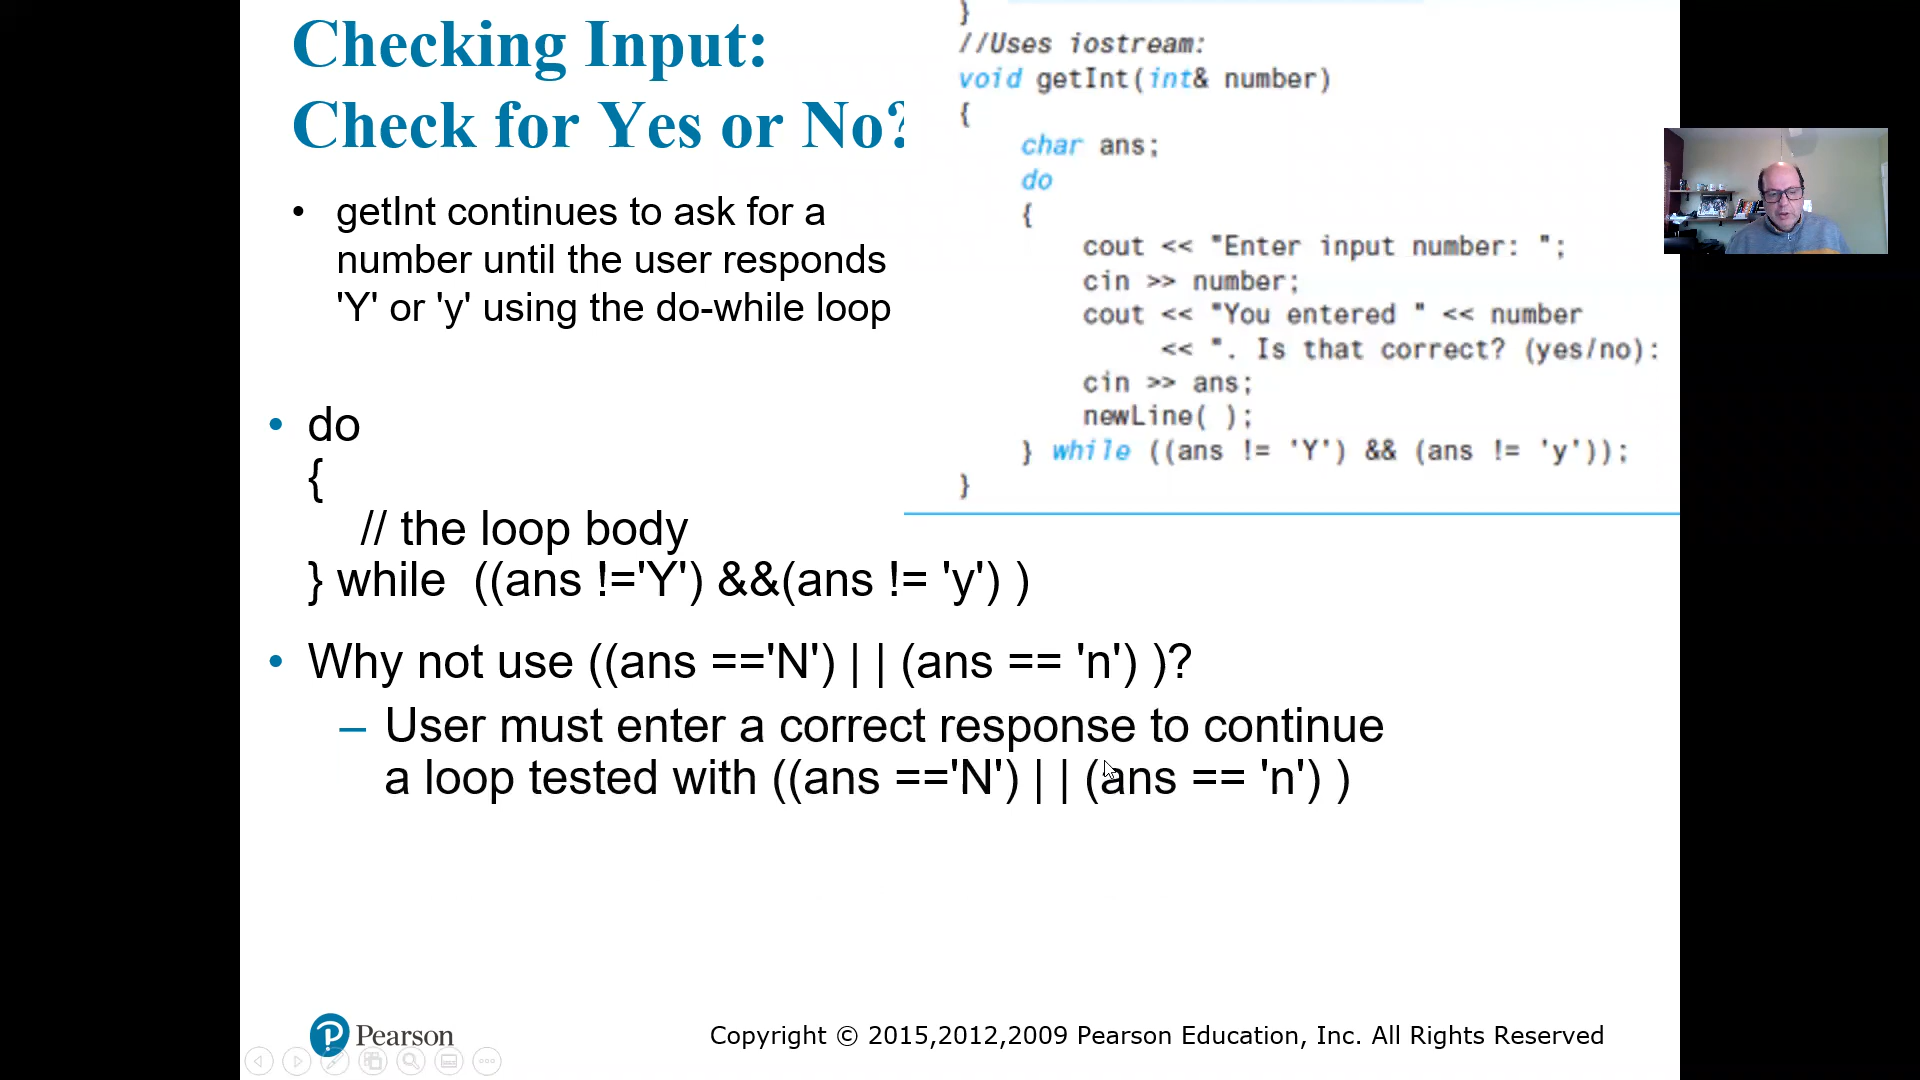 Checking Input:
Check for Yes or No?
• getInt continues to ask for a
number until the user responds
'Y' or 'y' using the do-while loop
• do
{
// the loop body
} while ((ans !='Y') &&(ans != 'y') )
• Why not use ((ans =='N') | | (ans == 'n') )?
– User must enter a correct response to continue
a loop tested with ((ans =='N') | | (ans == 'n') )
}
//Uses iostream:
void getInt(int& number)
{
char ans;
do
{
cout << "Enter input number: ";
cin >> number;
cout << "You entered " << number
<< ". Is that correct? (yes/no):
cin >> ans;
newLine( );
} while ((ans != 'Y') && (ans != 'y'));
}
Pearson
Copyright © 2015,2012,2009 Pearson Education, Inc. All Rights Reserved